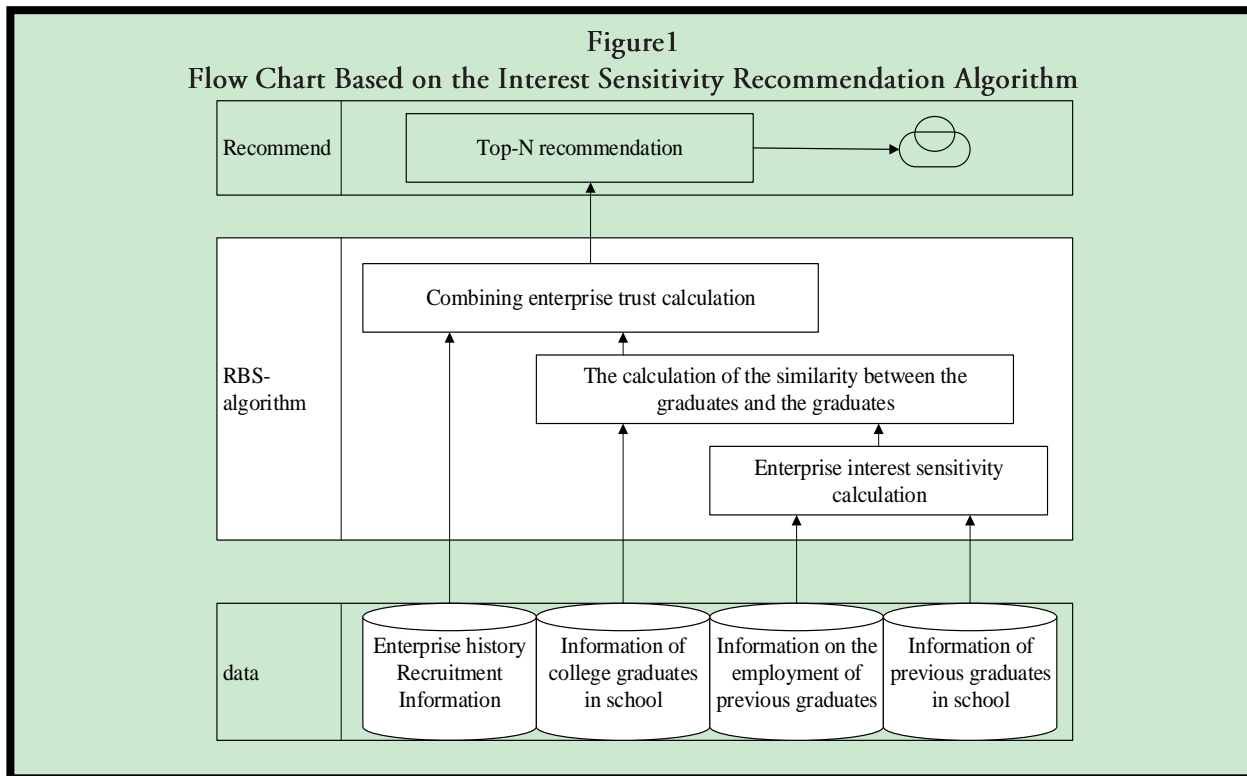 Figure1
Flow Chart Based on the Interest Sensitivity Recommendation Algorithm
Recommend
Top-N recommendation
RBS-
algorithm
Combining enterprise trust calculation
The calculation of the similarity between the
graduates and the graduates
Enterprise interest sensitivity
calculation
data
Enterprise history
Recruitment
Information
Information of
college graduates
in school
Information on the
employment of
previous graduates
Information of
previous graduates
in school